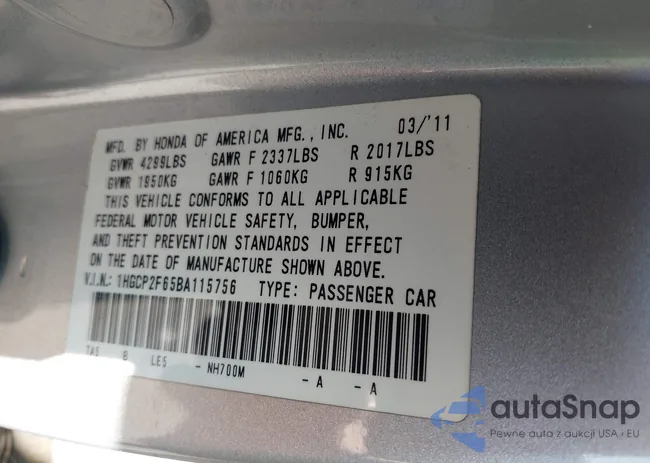 MFD. BY HONDA OF AMERICA MFG., INC. 03/'11
GVWR 4299LBS GAWR F 2337LBS R 2017LBS
GVWR 1950KG GAWR F 1060KG R 915KG
THIS VEHICLE CONFORMS TO ALL APPLICABLE
FEDERAL MOTOR VEHICLE SAFETY, BUMPER,
AND THEFT PREVENTION STANDARDS IN EFFECT
ON THE DATE OF MANUFACTURE SHOWN ABOVE.
V.I.N.: 1HGCP2F65BA115756 TYPE: PASSENGER CAR
TA5 B LE5 - NH700M - A - A
autaSnap
Pewne auta z aukcji USA i EU